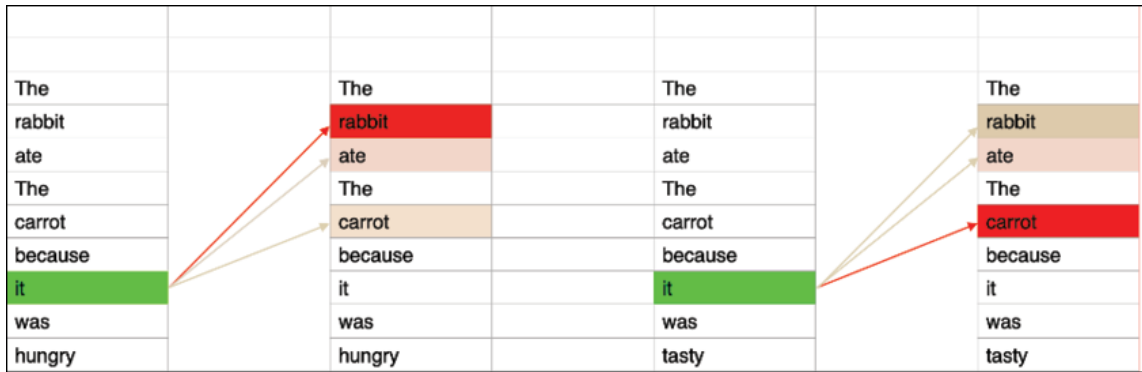 The The The The
rabbit rabbit rabbit rabbit
ate ate ate ate
The The The The
carrot carrot carrot carrot
because because because because
it it it it
was was was was
hungry hungry tasty tasty